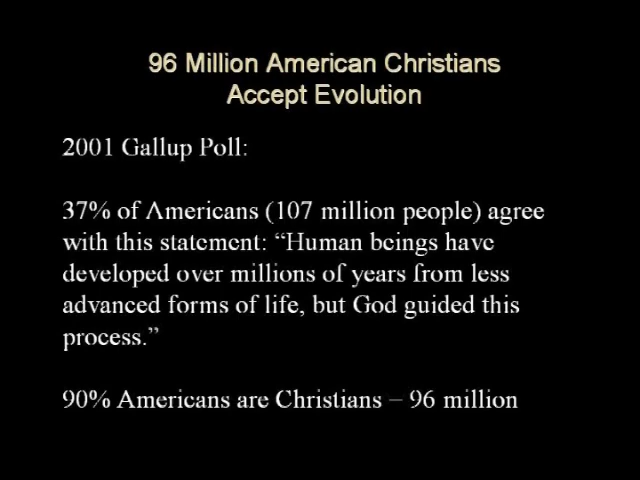 96 Million American Christians
Accept Evolution
2001 Gallup Poll:
37% of Americans (107 million people) agree
with this statement: “Human beings have
developed over millions of years from less
advanced forms of life, but God guided this
process.”
90% Americans are Christians – 96 million